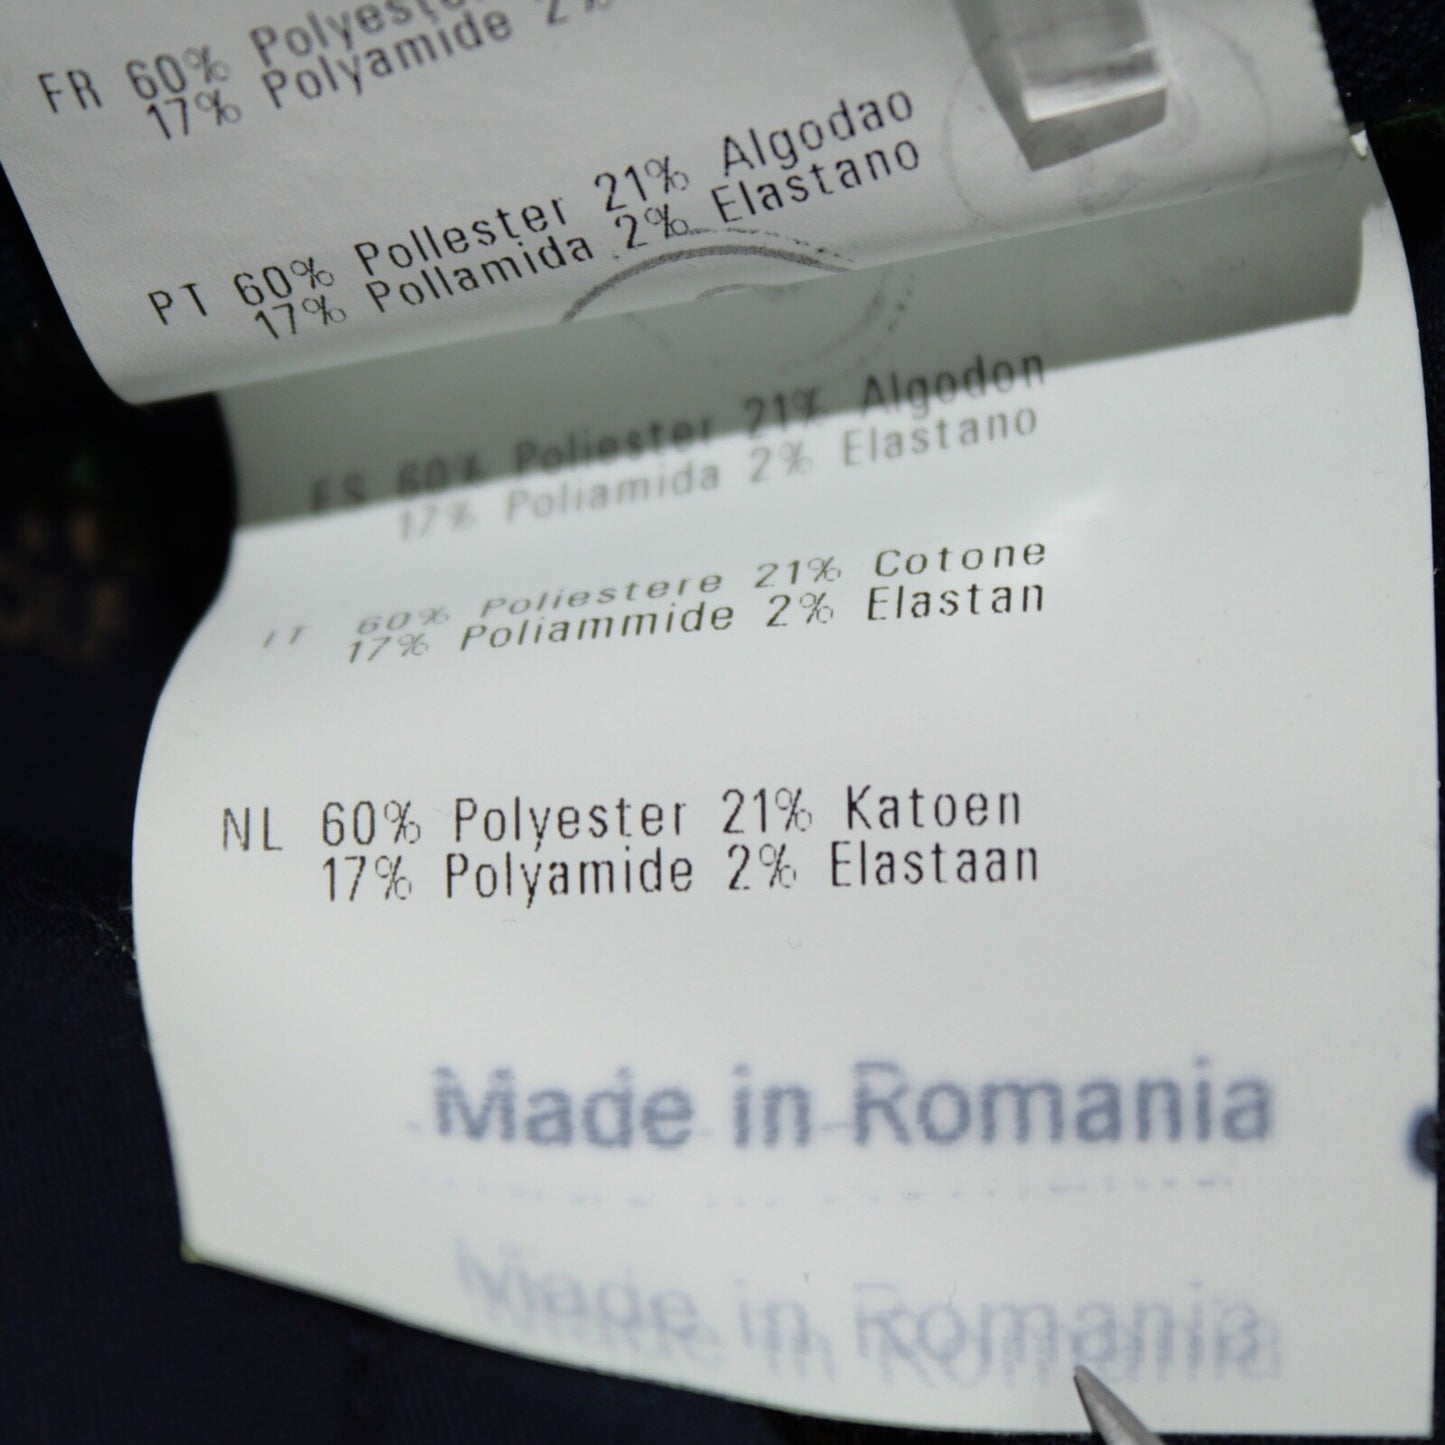 FR 60% Polyester
17% Polyamide 2%
PT 60% Pollester 21% Algodao
17% Pollamida 2% Elastano
ES 60% Poliester 21% Algodon
17% Poliamida 2% Elastano
IT 60% Poliestere 21% Cotone
17% Poliammide 2% Elastan
NL 60% Polyester 21% Katoen
17% Polyamide 2% Elastaan
Made in Romania
Made in Romania